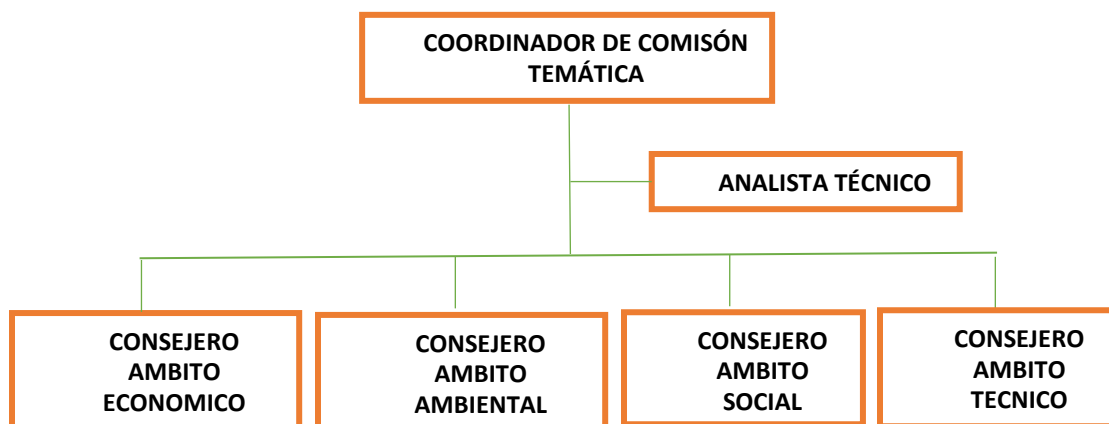 COORDINADOR DE COMISÓN
TEMÁTICA
ANALISTA TÉCNICO
CONSEJERO
AMBITO
ECONOMICO
CONSEJERO
AMBITO
AMBIENTAL
CONSEJERO
AMBITO
SOCIAL
CONSEJERO
AMBITO
TECNICO